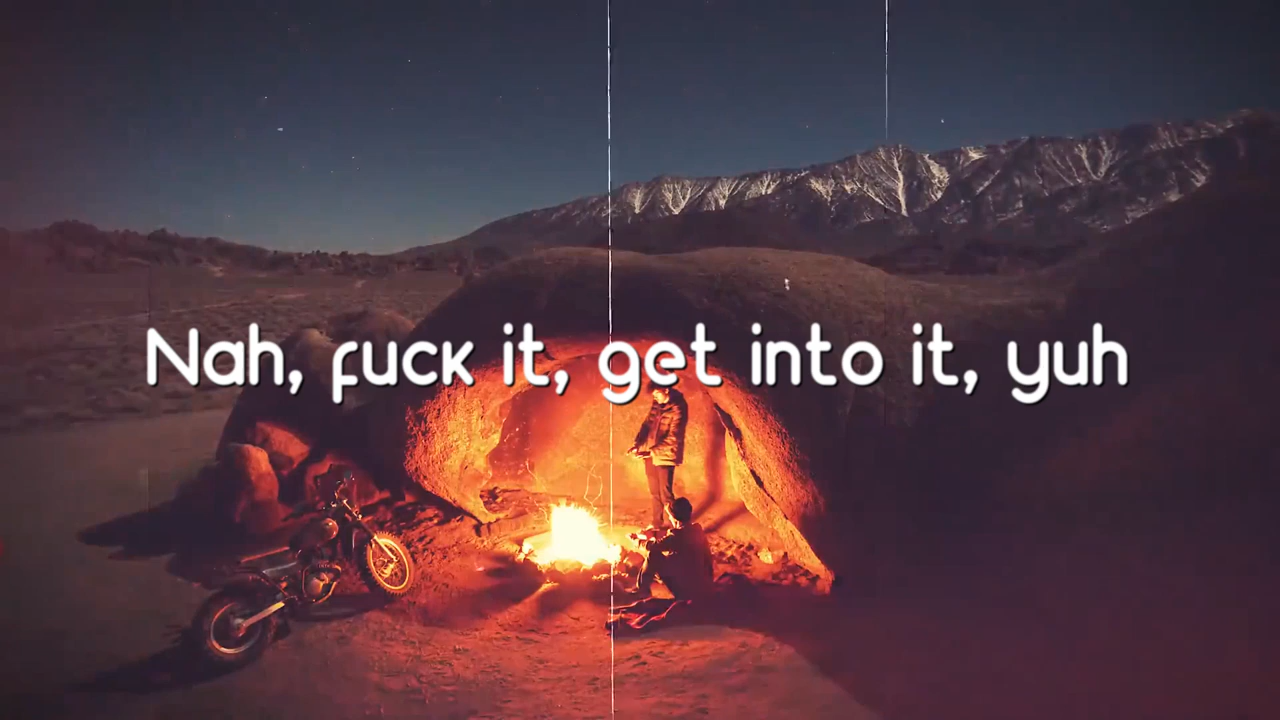 Nah, fuck it, get into it, yuh